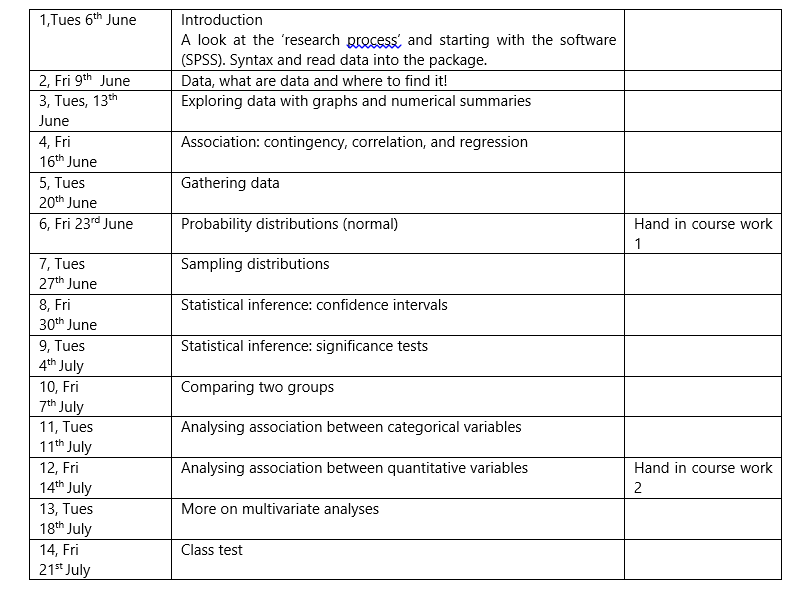 1,Tues 6th June
Introduction
A look at the ‘research process’ and starting with the software
(SPSS). Syntax and read data into the package.
2, Fri 9th  June
Data, what are data and where to find it!
3, Tues, 13th
June
Exploring data with graphs and numerical summaries
4, Fri
16th June
Association: contingency, correlation, and regression
5, Tues
20th June
Gathering data
6, Fri 23rd June
Probability distributions (normal)
Hand in course work
1
7, Tues
27th June
Sampling distributions
8, Fri
30th June
Statistical inference: confidence intervals
9, Tues
4th July
Statistical inference: significance tests
10, Fri
7th July
Comparing two groups
11, Tues
11th July
Analysing association between categorical variables
12, Fri
14th July
Analysing association between quantitative variables
Hand in course work
2
13, Tues
18th July
More on multivariate analyses
14, Fri
21st July
Class test